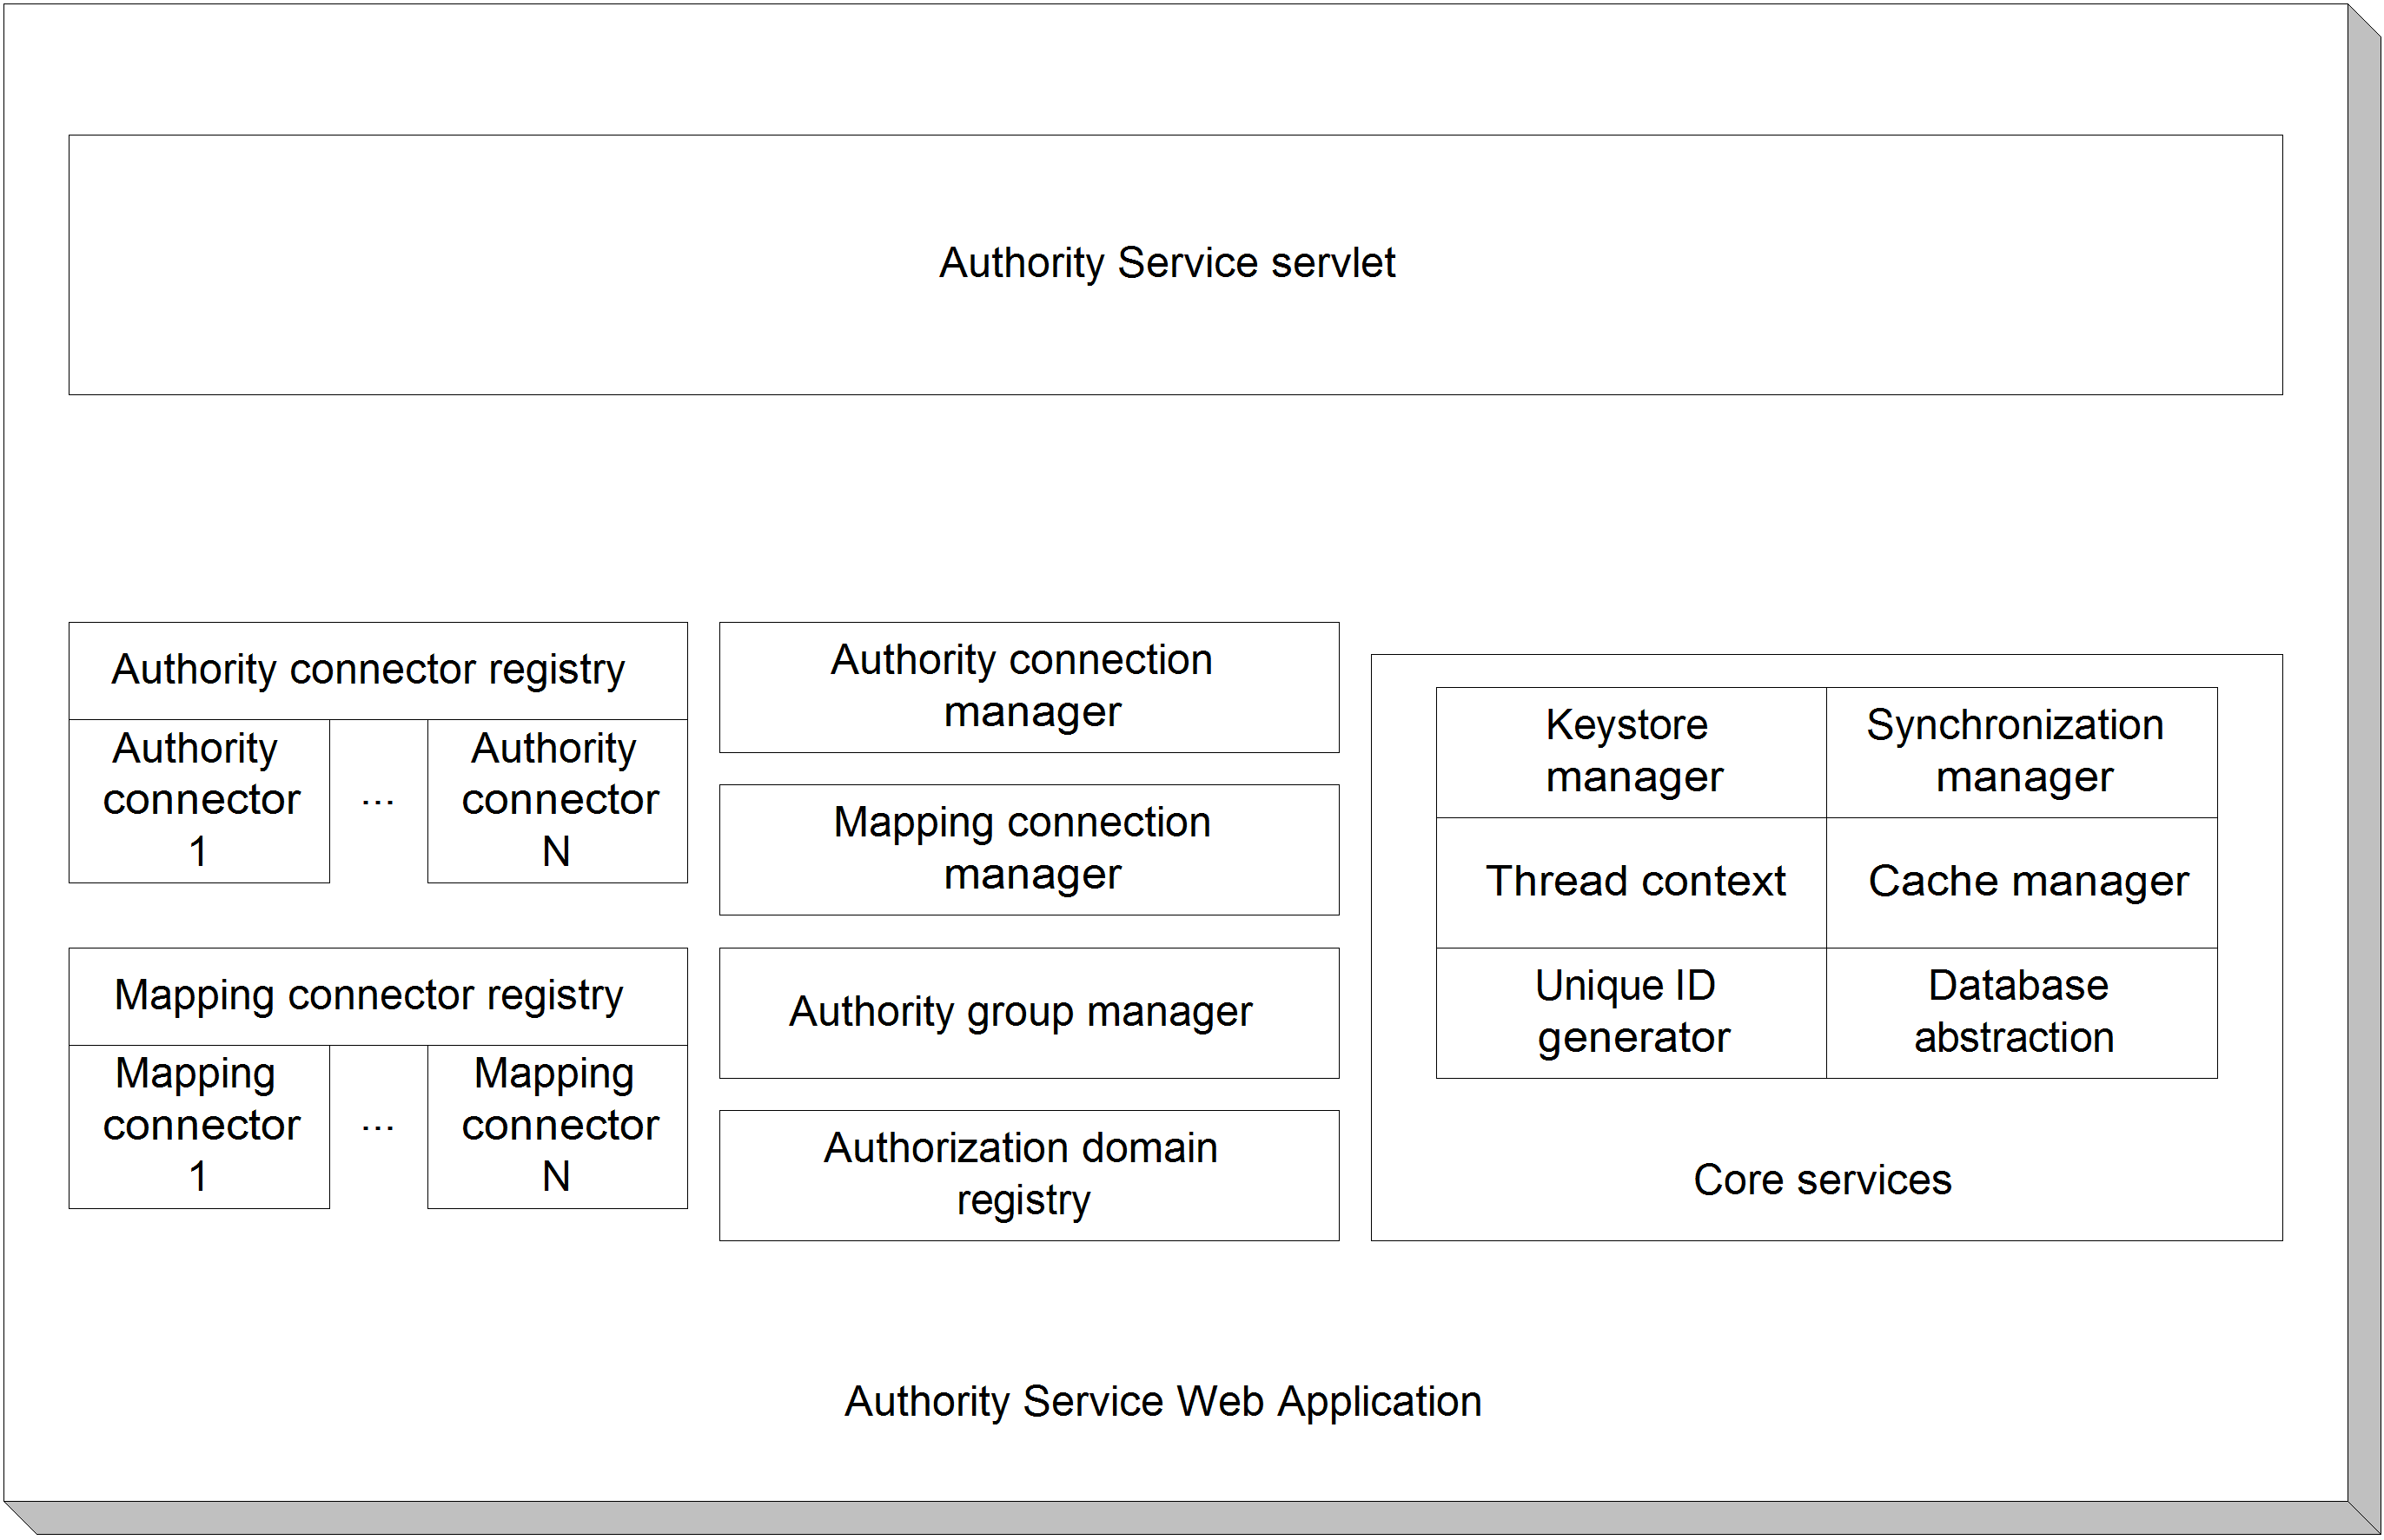 Authority Service servlet
Authority connector registry
Authority
connector
1
...
Authority
connector
N
Mapping connector registry
Mapping
connector
1
...
Mapping
connector
N
Authority connection
manager
Mapping connection
manager
Authority group manager
Authorization domain
registry
Keystore
manager
Synchronization
manager
Thread context
Cache manager
Unique ID
generator
Database
abstraction
Core services
Authority Service Web Application